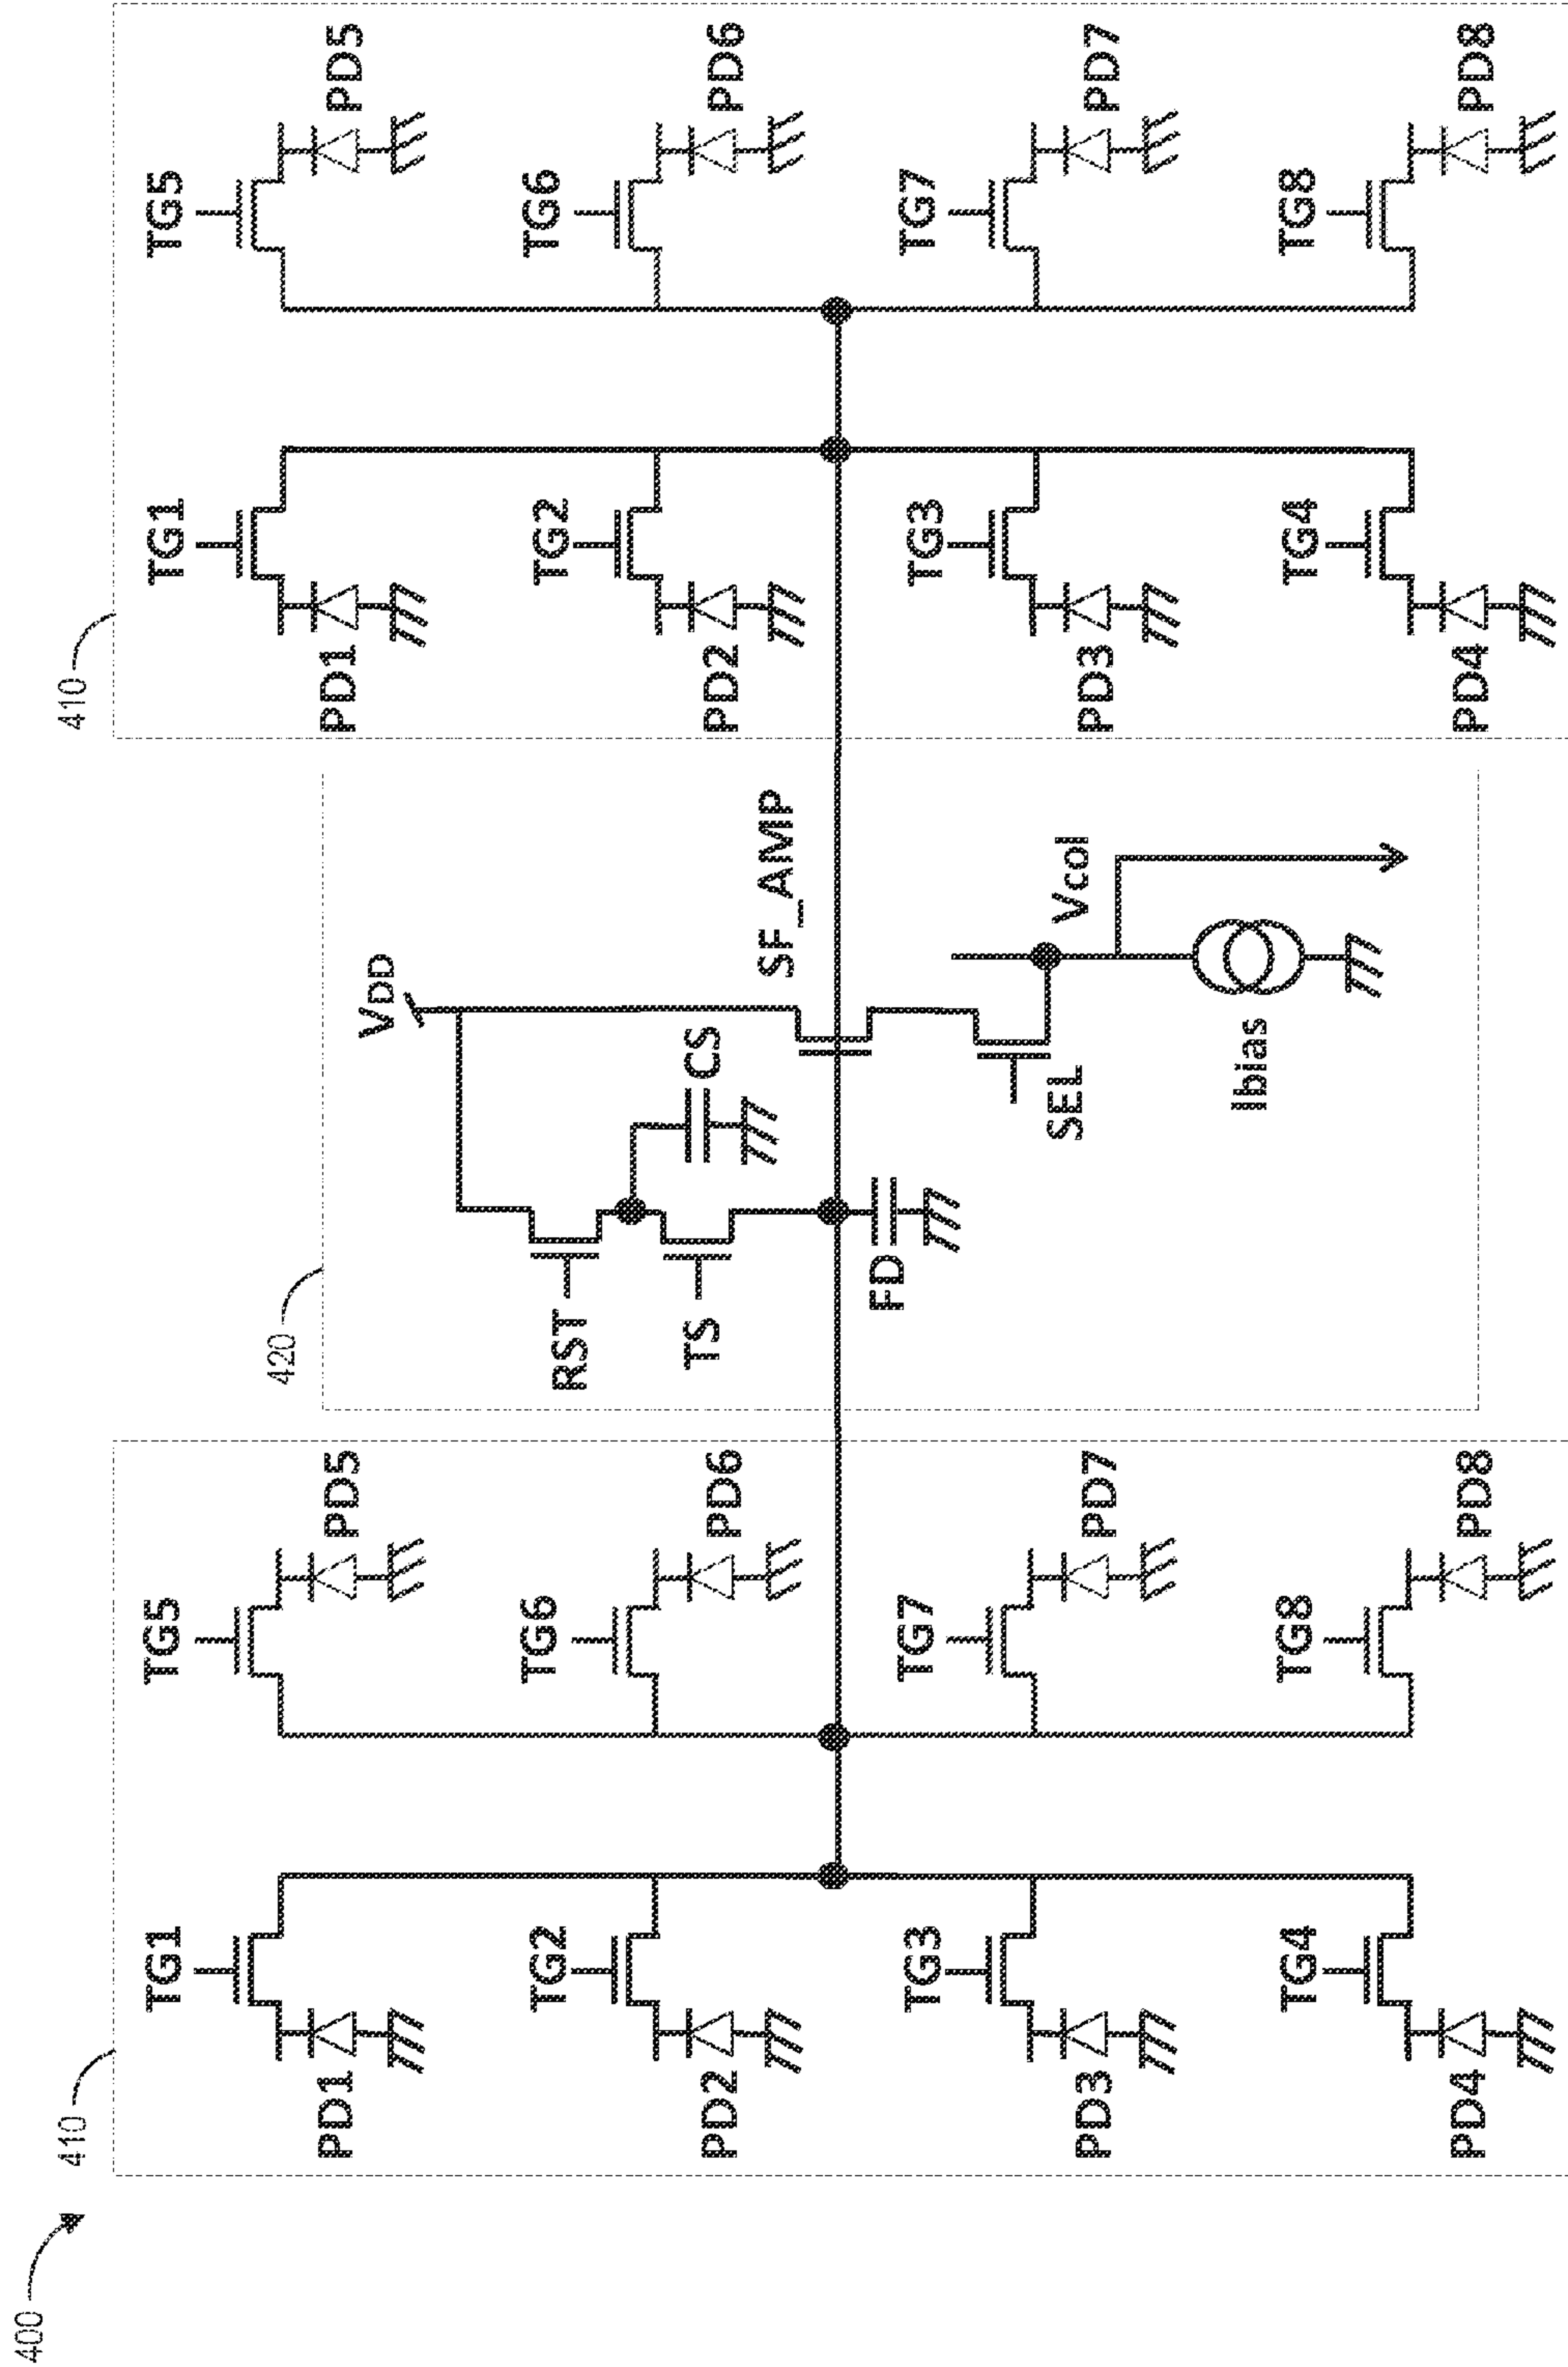 400
410
TG1
PD1
TG2
PD2
TG3
PD3
TG4
PD4
TG5
PD5
TG6
PD6
TG7
PD7
TG8
PD8
420
VDD
RST
CS
TS
SF_AMP
FD
SEL
Vcol
Ibias
410
TG1
PD1
TG2
PD2
TG3
PD3
TG4
PD4
TG5
PD5
TG6
PD6
TG7
PD7
TG8
PD8